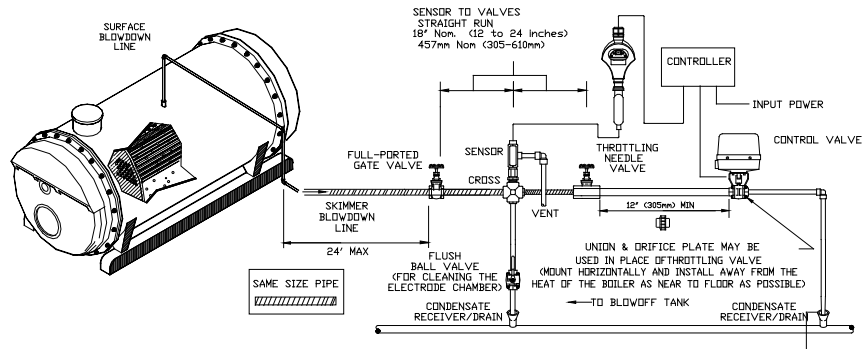 SENSOR TO VALVES
STRAIGHT RUN
18" Nom. (12 to 24 Inches)
457mm Nom (305-610mm)
SURFACE
BLOWDOWN
LINE
CONTROLLER
INPUT POWER
CONTROL VALVE
FULL-PORTED
GATE VALVE
SENSOR
CROSS
THROTTLING
NEEDLE
VALVE
SKIMMER
BLOWDOWN
LINE
VENT
12" (305mm) MIN
24' MAX
FLUSH
BALL VALVE
(FOR CLEANING THE
ELECTRODE CHAMBER)
UNION & ORIFICE PLATE MAY BE
USED IN PLACE OFTHROTTLING VALVE
(MOUNT HORIZONTALLY AND INSTALL AWAY FROM THE
HEAT OF THE BOILER AS NEAR TO FLOOR AS POSSIBLE)
SAME SIZE PIPE
TO BLOWOFF TANK
CONDENSATE
RECEIVER/DRAIN
CONDENSATE
RECEIVER/DRAIN